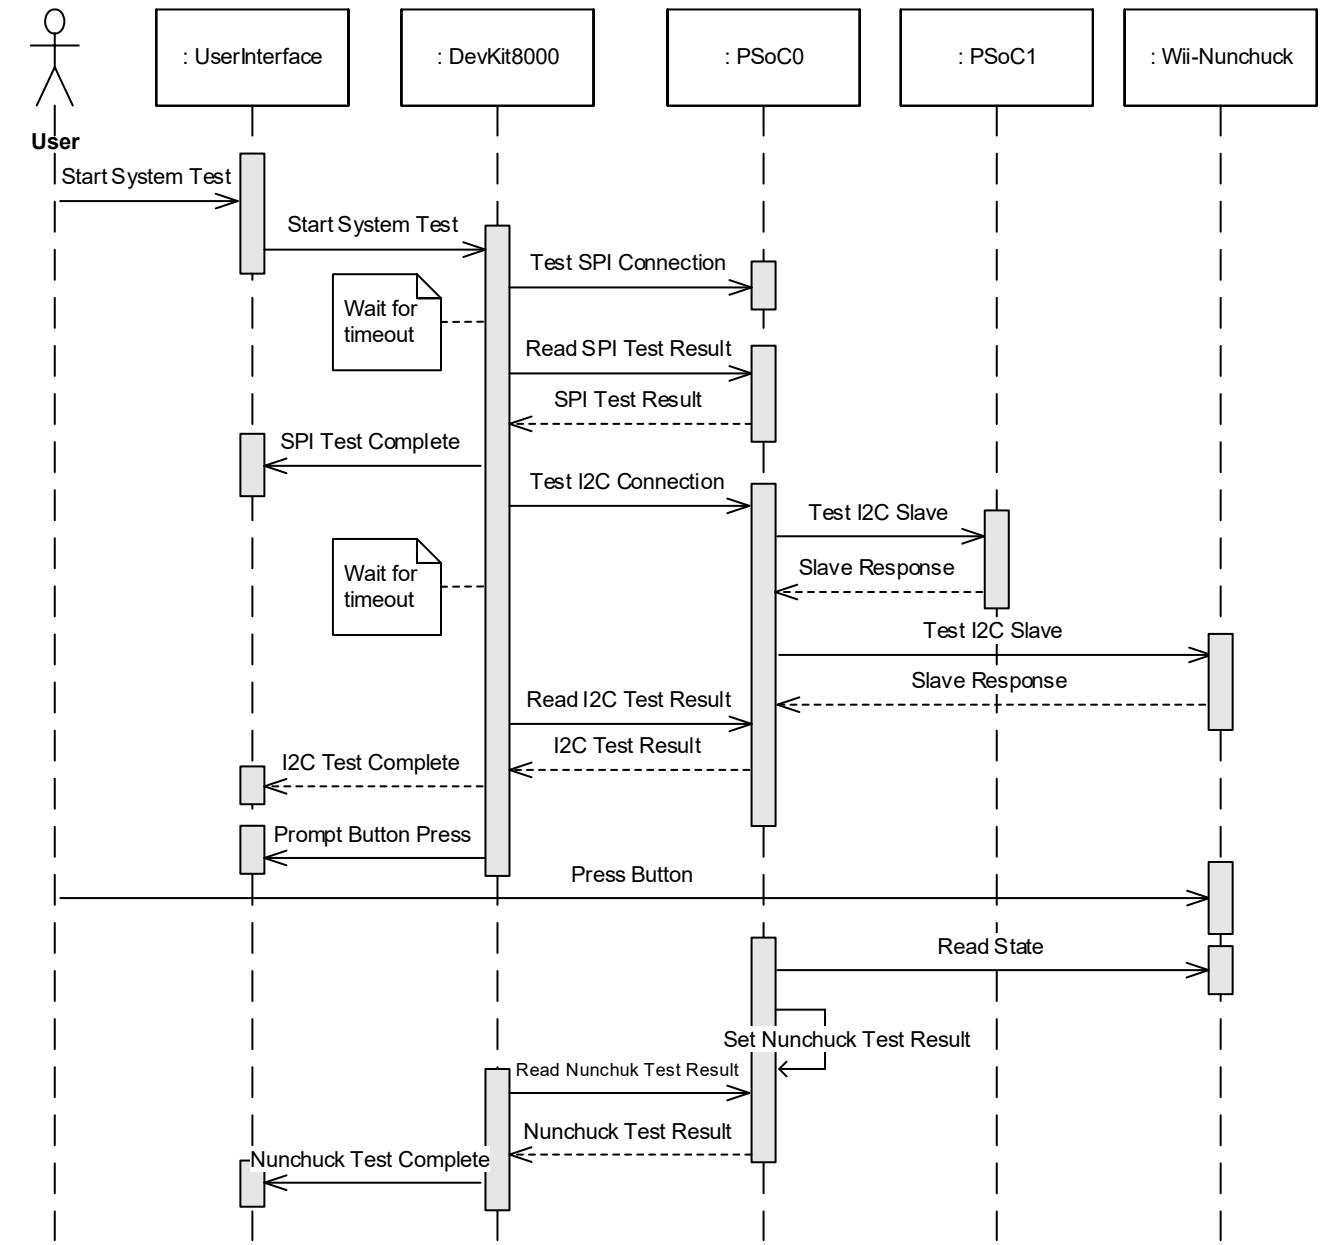 : UserInterface
: DevKit8000
: PSoC0
: PSoC1
: Wii-Nunchuck
User
Start System Test
Start System Test
Test SPI Connection
Wait for
timeout
Read SPI Test Result
SPI Test Result
SPI Test Complete
Test I2C Connection
Test I2C Slave
Wait for
timeout
Slave Response
Test I2C Slave
Slave Response
Read I2C Test Result
I2C Test Result
I2C Test Complete
Prompt Button Press
Press Button
Read State
Set Nunchuck Test Result
Read Nunchuk Test Result
Nunchuck Test Result
Nunchuck Test Complete